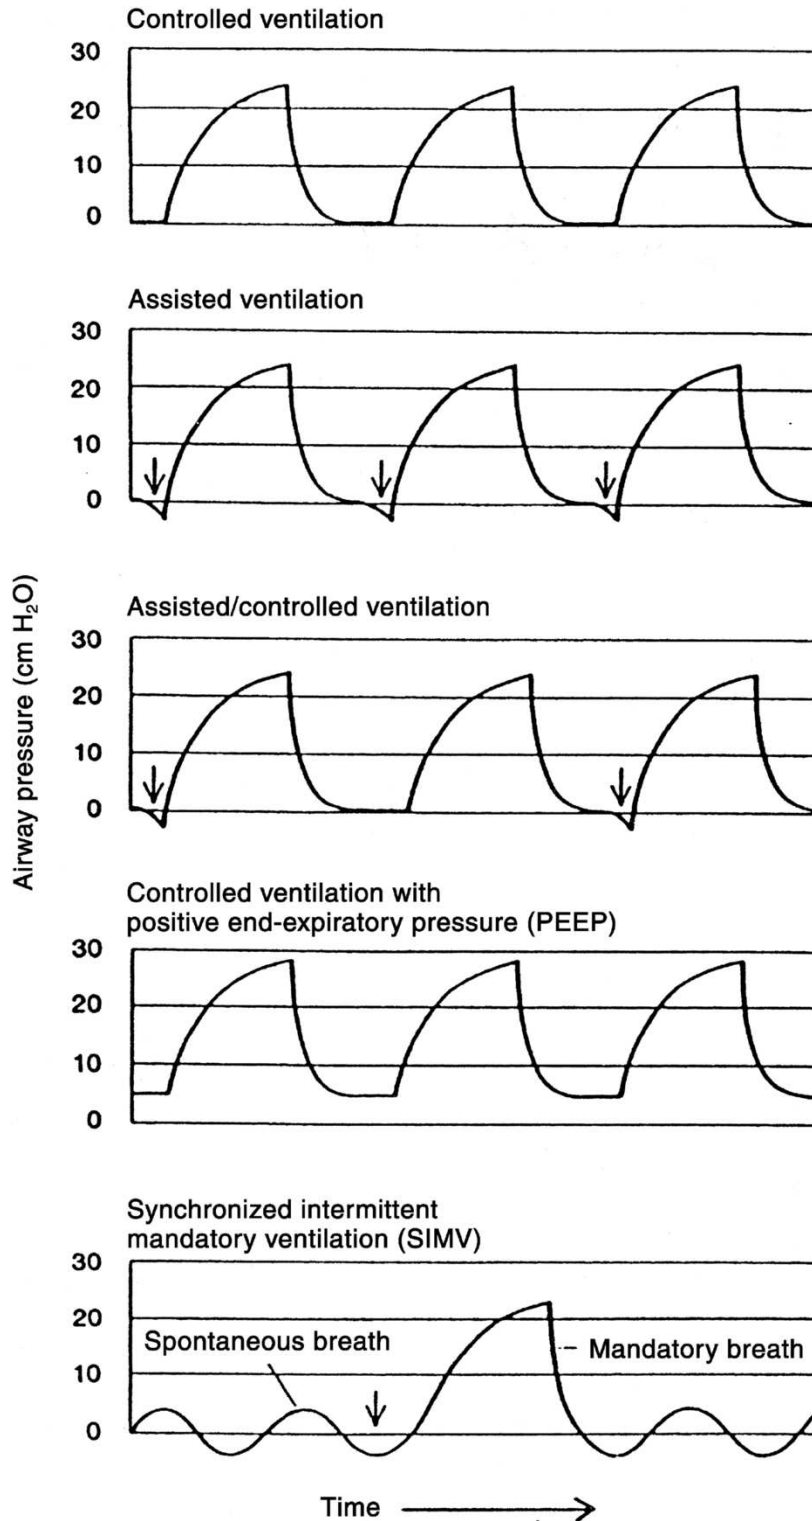 Controlled ventilation
30
20
10
0
Assisted ventilation
30
20
10
0
Assisted/controlled ventilation
30
20
10
0
Airway pressure (cm H₂O)
Controlled ventilation with
positive end-expiratory pressure (PEEP)
30
20
10
0
Synchronized intermittent
mandatory ventilation (SIMV)
30
20
Spontaneous breath
Mandatory breath
10
0
Time